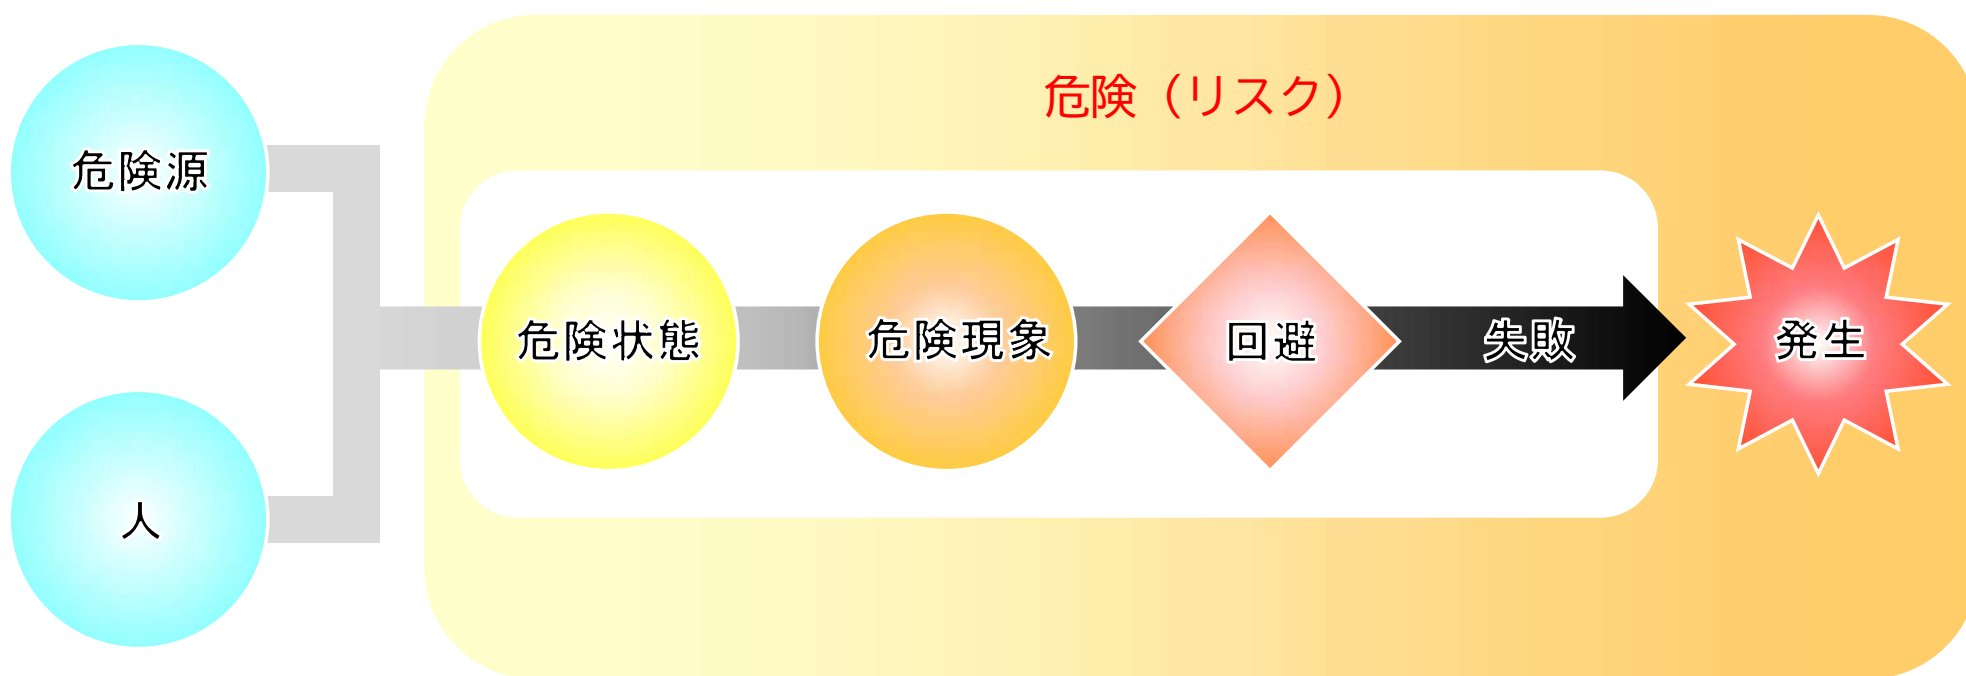 危険（リスク）
危険源
人
危険状態
危険現象
回避
失敗
発生